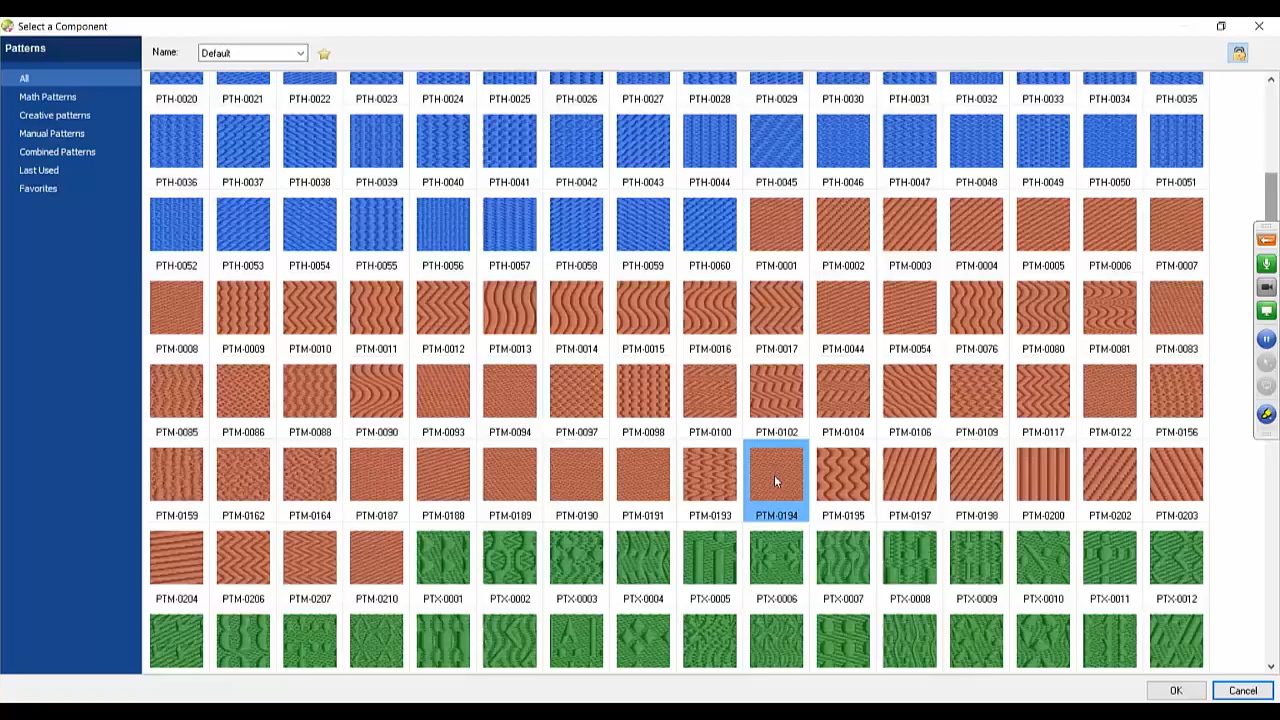 Select a Component
Patterns
Name: Default
All
Math Patterns
Creative patterns
Manual Patterns
Combined Patterns
Last Used
Favorites
PTH-0020 PTH-0021 PTH-0022 PTH-0023 PTH-0024 PTH-0025 PTH-0026 PTH-0027 PTH-0028 PTH-0029 PTH-0030 PTH-0031 PTH-0032 PTH-0033 PTH-0034 PTH-0035
PTH-0036 PTH-0037 PTH-0038 PTH-0039 PTH-0040 PTH-0041 PTH-0042 PTH-0043 PTH-0044 PTH-0045 PTH-0046 PTH-0047 PTH-0048 PTH-0049 PTH-0050 PTH-0051
PTH-0052 PTH-0053 PTH-0054 PTH-0055 PTH-0056 PTH-0057 PTH-0058 PTH-0059 PTH-0060 PTM-0001 PTM-0002 PTM-0003 PTM-0004 PTM-0005 PTM-0006 PTM-0007
PTM-0008 PTM-0009 PTM-0010 PTM-0011 PTM-0012 PTM-0013 PTM-0014 PTM-0015 PTM-0016 PTM-0017 PTM-0044 PTM-0054 PTM-0076 PTM-0080 PTM-0081 PTM-0083
PTM-0085 PTM-0086 PTM-0088 PTM-0090 PTM-0093 PTM-0094 PTM-0097 PTM-0098 PTM-0100 PTM-0102 PTM-0104 PTM-0106 PTM-0109 PTM-0117 PTM-0122 PTM-0156
PTM-0159 PTM-0162 PTM-0164 PTM-0187 PTM-0188 PTM-0189 PTM-0190 PTM-0191 PTM-0193 PTM-0194 PTM-0195 PTM-0197 PTM-0198 PTM-0200 PTM-0202 PTM-0203
PTM-0204 PTM-0206 PTM-0207 PTM-0210 PTX-0001 PTX-0002 PTX-0003 PTX-0004 PTX-0005 PTX-0006 PTX-0007 PTX-0008 PTX-0009 PTX-0010 PTX-0011 PTX-0012
OK Cancel